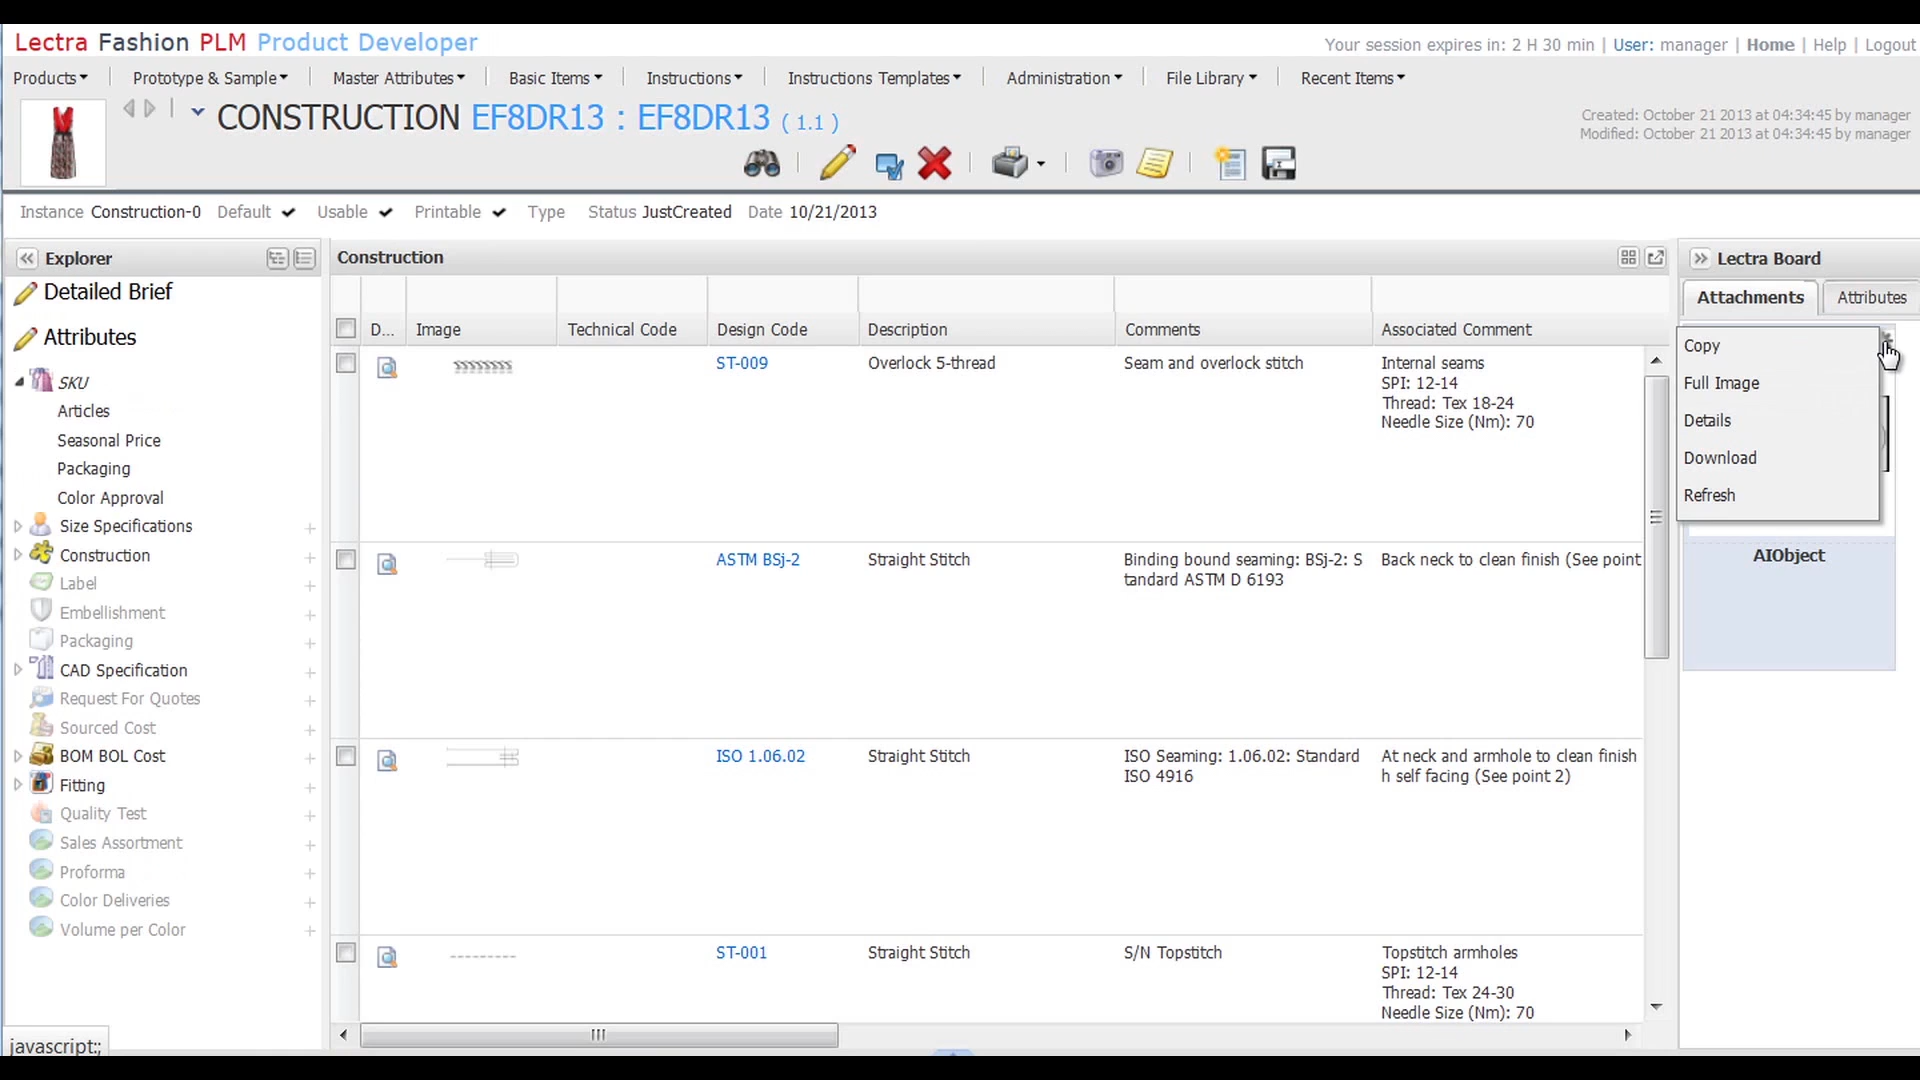 Lectra Fashion PLM Product Developer
Your session expires in: 2 H 30 min | User: manager | Home | Help | Logout
Products Prototype & Sample Master Attributes Basic Items Instructions Instructions Templates Administration File Library Recent Items
CONSTRUCTION EF8DR13 : EF8DR13 ( 1.1 )
Created: October 21 2013 at 04:34:45 by manager
Modified: October 21 2013 at 04:34:45 by manager
Instance Construction-0 Default Usable Printable Type Status JustCreated Date 10/21/2013
Explorer
Detailed Brief
Attributes
SKU
Articles
Seasonal Price
Packaging
Color Approval
Size Specifications
Construction
Label
Embellishment
Packaging
CAD Specification
Request For Quotes
Sourced Cost
BOM BOL Cost
Fitting
Quality Test
Sales Assortment
Proforma
Color Deliveries
Volume per Color
javascript:;
Construction
D... Image Technical Code Design Code Description Comments Associated Comment
ST-009 Overlock 5-thread Seam and overlock stitch Internal seams
SPI: 12-14
Thread: Tex 18-24
Needle Size (Nm): 70
ASTM BSj-2 Straight Stitch Binding bound seaming: BSj-2: S Back neck to clean finish (See point
tandard ASTM D 6193
ISO 1.06.02 Straight Stitch ISO Seaming: 1.06.02: Standard At neck and armhole to clean finish
ISO 4916 h self facing (See point 2)
ST-001 Straight Stitch S/N Topstitch Topstitch armholes
SPI: 12-14
Thread: Tex 24-30
Needle Size (Nm): 70
Lectra Board
Attachments Attributes
Copy
Full Image
Details
Download
Refresh
AIObject